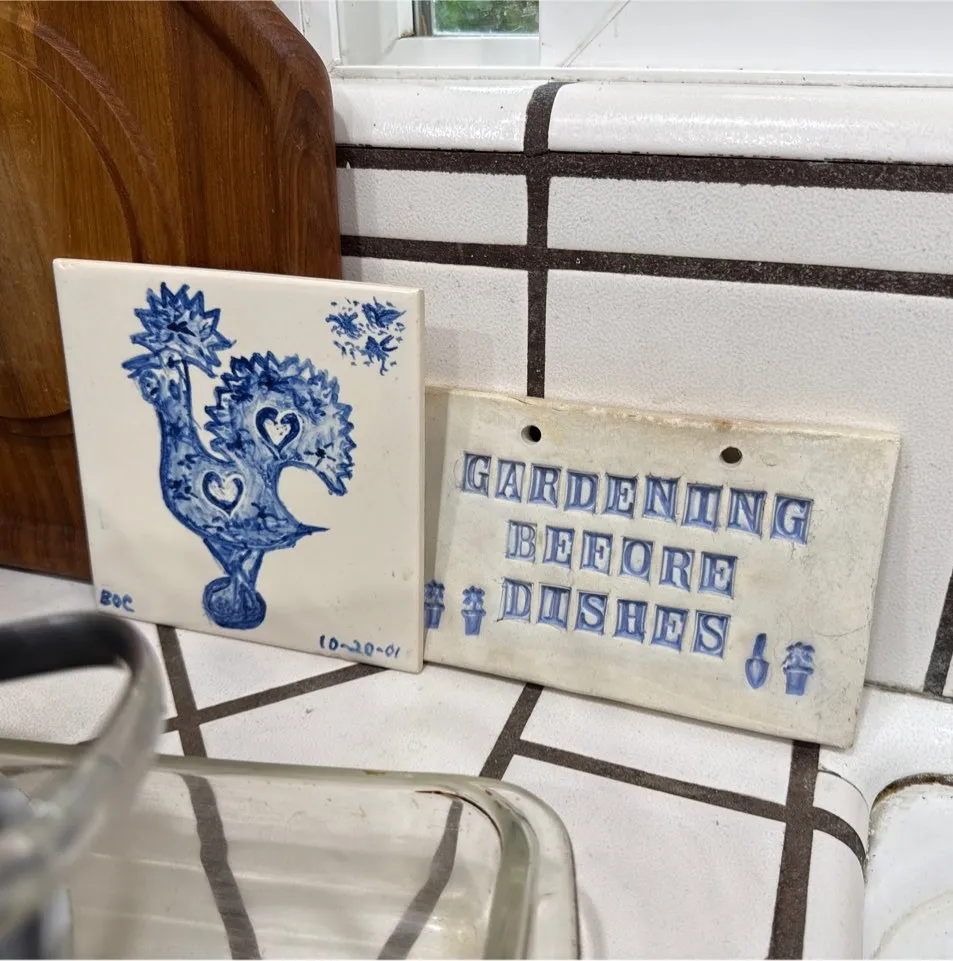 BOC
10-20-01
GARDENING
BEFORE
DISHES